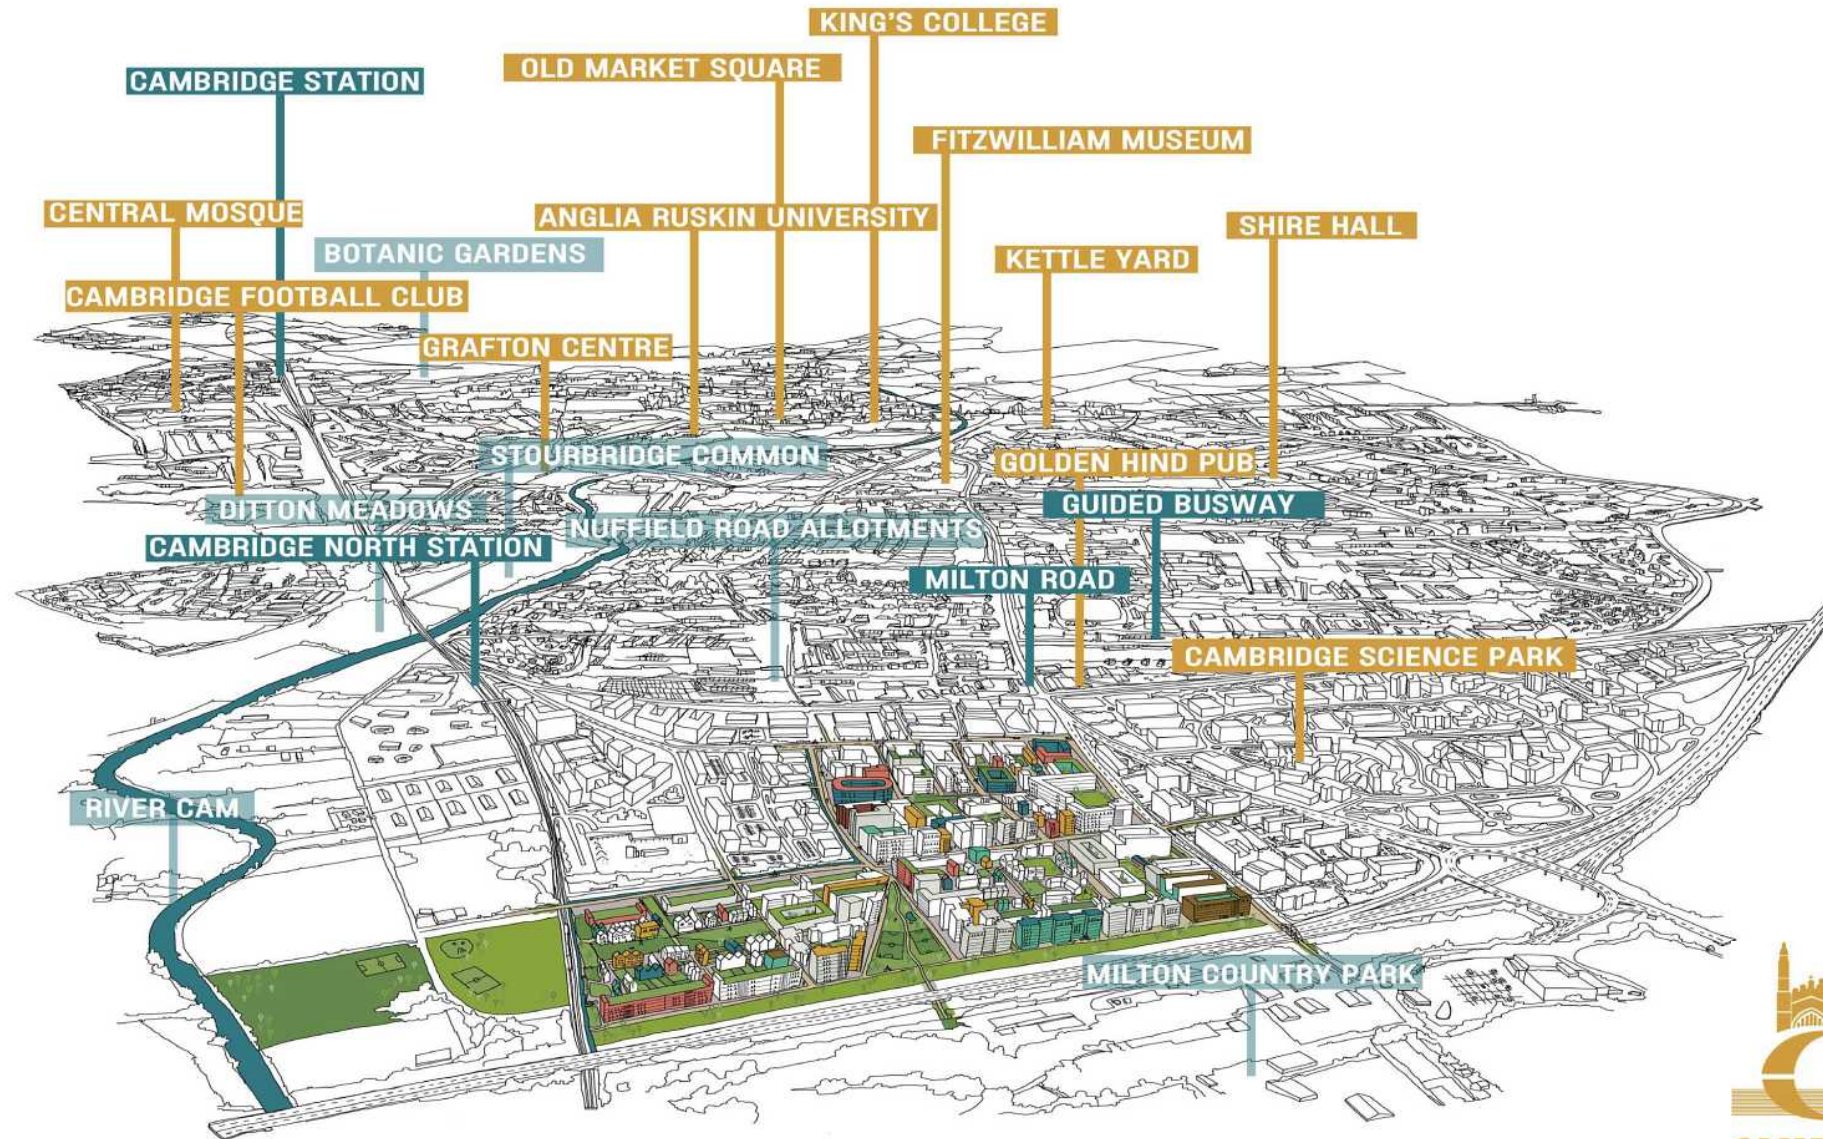 KING'S COLLEGE
OLD MARKET SQUARE
CAMBRIDGE STATION
FITZWILLIAM MUSEUM
CENTRAL MOSQUE
ANGLIA RUSKIN UNIVERSITY
SHIRE HALL
BOTANIC GARDENS
KETTLE YARD
CAMBRIDGE FOOTBALL CLUB
GRAFTON CENTRE
STOURBRIDGE COMMON
GOLDEN HIND PUB
DITTON MEADOWS
GUIDED BUSWAY
NUFFIELD ROAD ALLOTMENTS
CAMBRIDGE NORTH STATION
MILTON ROAD
CAMBRIDGE SCIENCE PARK
RIVER CAM
MILTON COUNTRY PARK